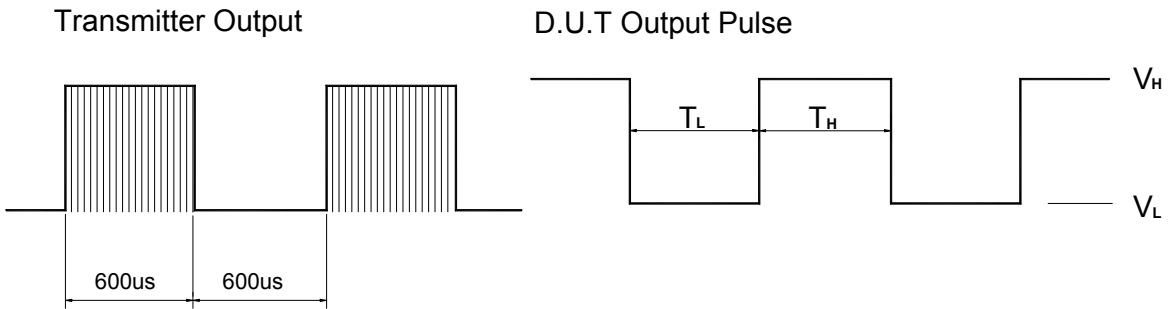 Transmitter Output
D.U.T Output Pulse
VH
TL TH
VL
600us 600us